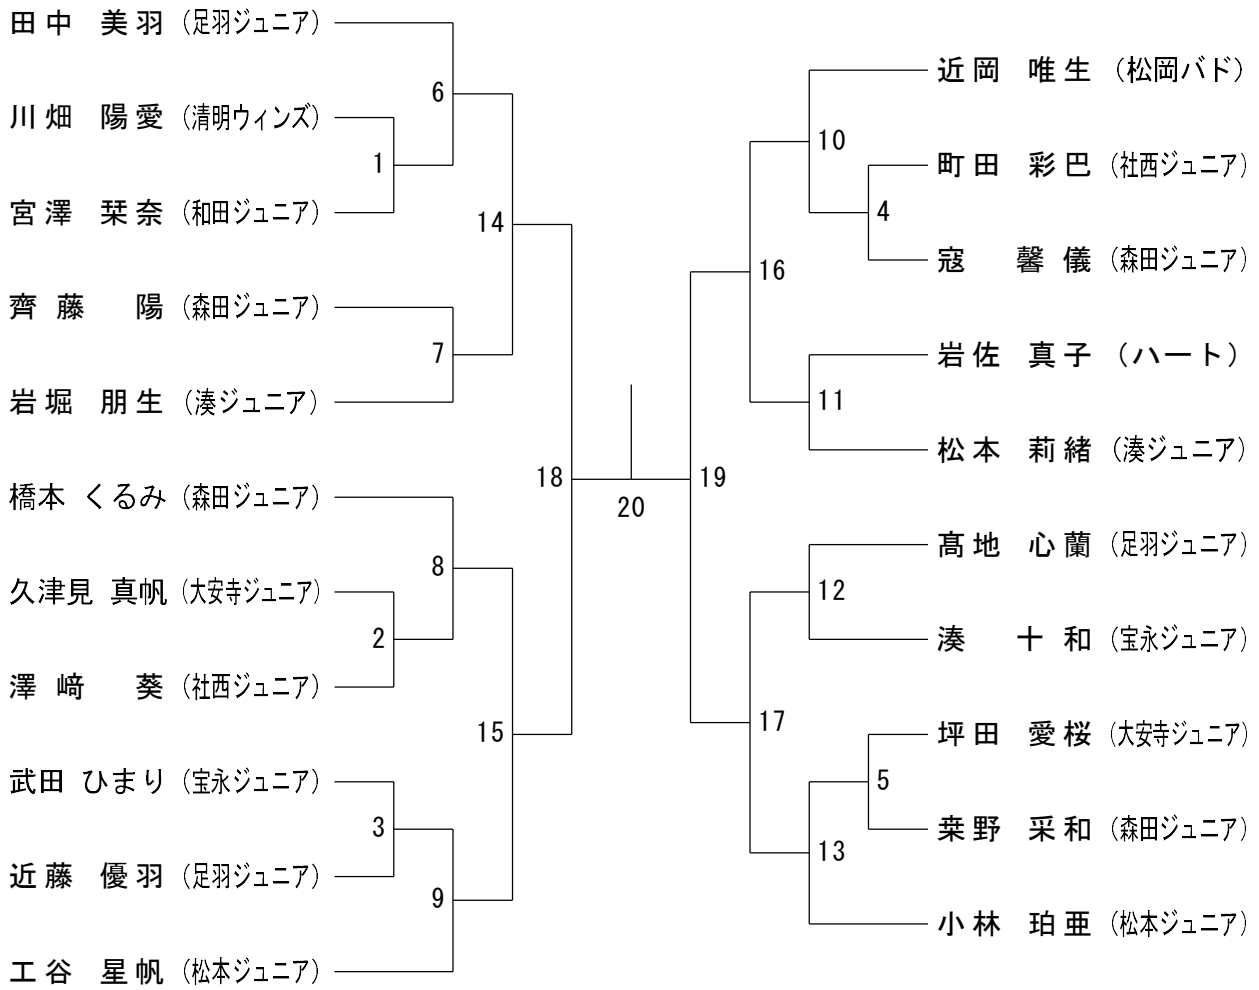 田中 美羽 (足羽ジュニア)
川畑 陽愛 (清明ウィンズ)
宮澤 栞奈 (和田ジュニア)
齊藤 陽 (森田ジュニア)
岩堀 朋生 (湊ジュニア)
橋本 くるみ (森田ジュニア)
久津見 真帆 (大安寺ジュニア)
澤﨑 葵 (社西ジュニア)
武田 ひまり (宝永ジュニア)
近藤 優羽 (足羽ジュニア)
工谷 星帆 (松本ジュニア)
6
1
14
7
18
8
2
15
3
9
20
10
4
16
11
19
12
17
5
13
近岡 唯生 (松岡バド)
町田 彩巴 (社西ジュニア)
寇 馨儀 (森田ジュニア)
岩佐 真子 (ハート)
松本 莉緒 (湊ジュニア)
髙地 心蘭 (足羽ジュニア)
湊 十和 (宝永ジュニア)
坪田 愛桜 (大安寺ジュニア)
桒野 采和 (森田ジュニア)
小林 珀亜 (松本ジュニア)